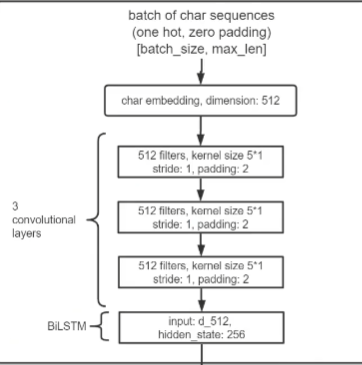 batch of char sequences
(one hot, zero padding)
[batch_size, max_len]
char embedding, dimension: 512
3
convolutional
layers
512 filters, kernel size 5*1
stride: 1, padding: 2
512 filters, kernel size 5*1
stride: 1, padding: 2
512 filters, kernel size 5*1
stride: 1, padding: 2
BiLSTM
input: d_512,
hidden_state: 256